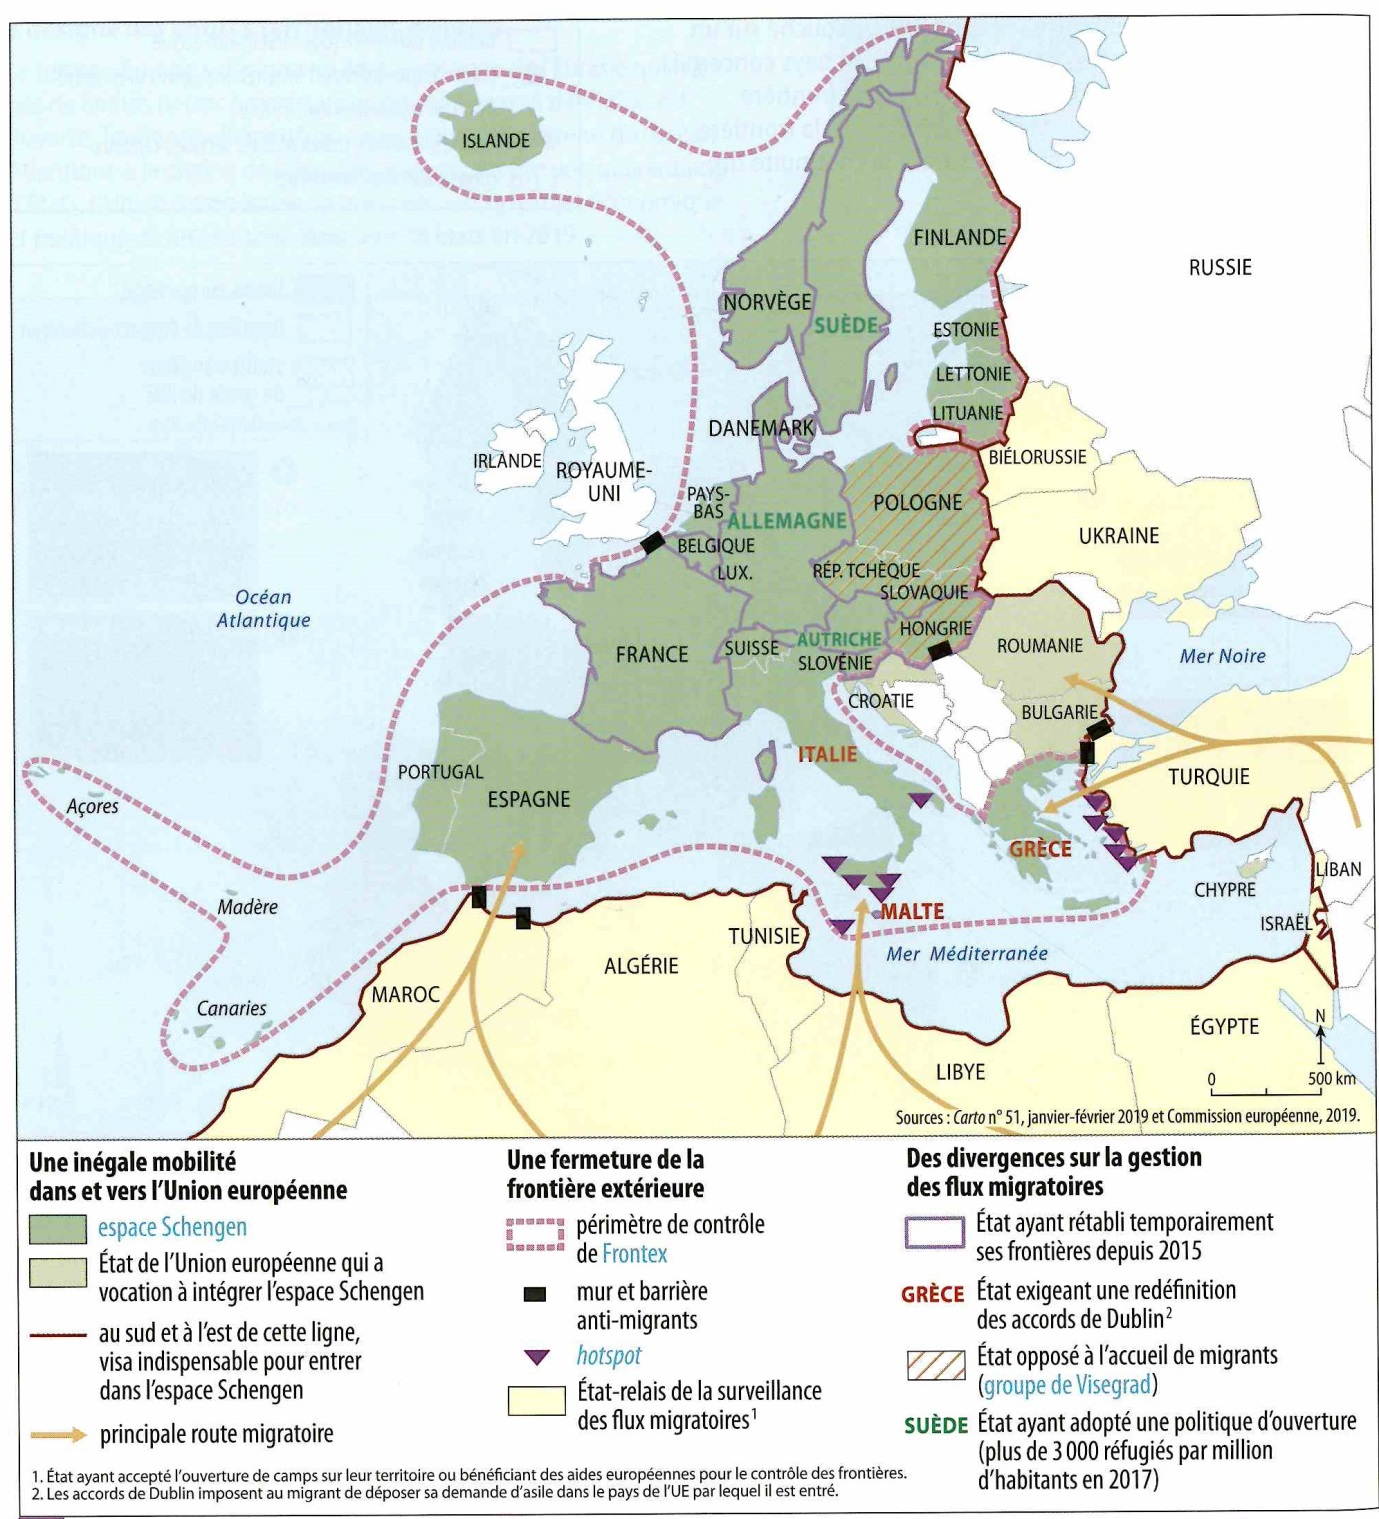 ISLANDE
FINLANDE
RUSSIE
NORVÈGE
SUÈDE
ESTONIE
LETTONIE
LITUANIE
DANEMARK
BIÉLORUSSIE
IRLANDE
ROYAUME-
UNI
PAYS-
BAS
ALLEMAGNE
POLOGNE
UKRAINE
BELGIQUE
LUX.
RÉP. TCHÈQUE
SLOVAQUIE
Océan
Atlantique
FRANCE
SUISSE
AUTRICHE
SLOVÉNIE
HONGRIE
ROUMANIE
Mer Noire
CROATIE
BULGARIE
ITALIE
PORTUGAL
ESPAGNE
TURQUIE
Açores
GRÈCE
LIBAN
CHYPRE
Madère
MALTE
ISRAËL
TUNISIE
Mer Méditerranée
ALGÉRIE
MAROC
Canaries
ÉGYPTE
N
LIBYE
0
500 km
Sources : Carto n° 51, janvier-février 2019 et Commission européenne, 2019.
Une inégale mobilité
dans et vers l'Union européenne
espace Schengen
État de l'Union européenne qui a
vocation à intégrer l'espace Schengen
au sud et à l'est de cette ligne,
visa indispensable pour entrer
dans l'espace Schengen
principale route migratoire
Une fermeture de la
frontière extérieure
périmètre de contrôle
de Frontex
mur et barrière
anti-migrants
hotspot
État-relais de la surveillance
des flux migratoires¹
Des divergences sur la gestion
des flux migratoires
État ayant rétabli temporairement
ses frontières depuis 2015
GRÈCE État exigeant une redéfinition
des accords de Dublin²
État opposé à l'accueil de migrants
(groupe de Visegrad)
SUÈDE État ayant adopté une politique d'ouverture
(plus de 3 000 réfugiés par million
d'habitants en 2017)
1. État ayant accepté l'ouverture de camps sur leur territoire ou bénéficiant des aides européennes pour le contrôle des frontières.
2. Les accords de Dublin imposent au migrant de déposer sa demande d'asile dans le pays de l'UE par lequel il est entré.